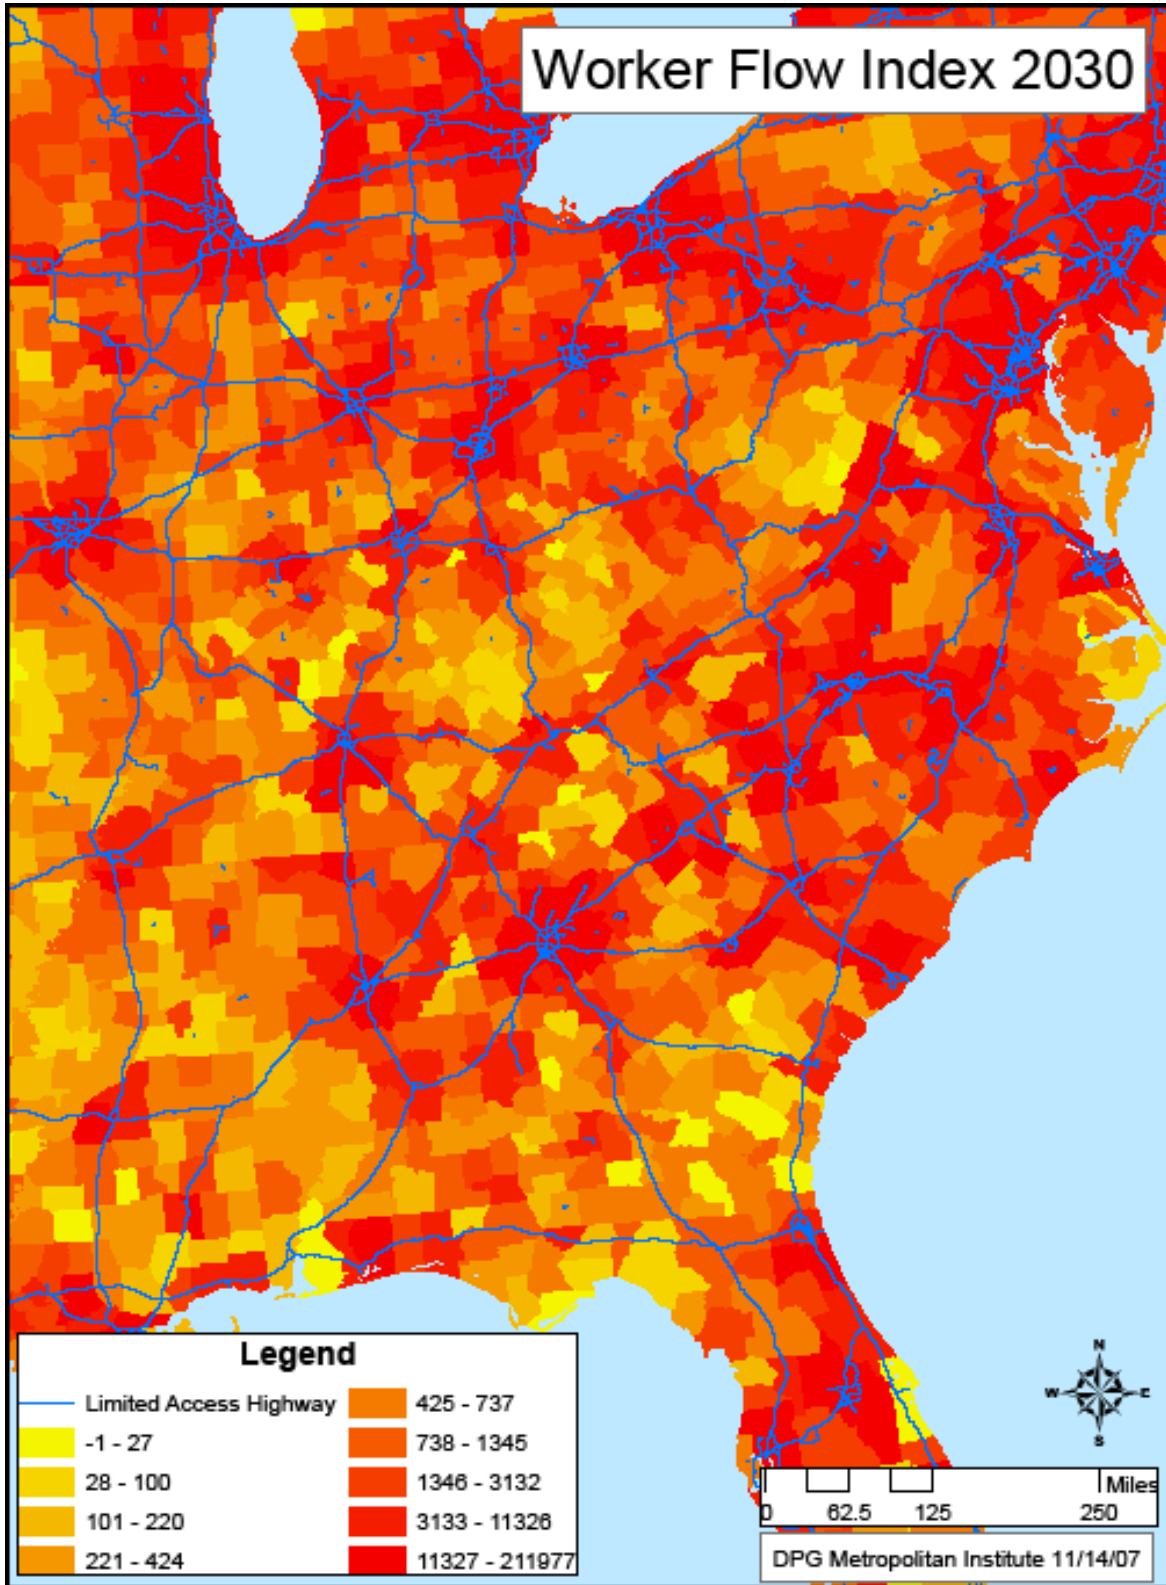 Worker Flow Index 2030
Legend
Limited Access Highway
-1 - 27
28 - 100
101 - 220
221 - 424
425 - 737
738 - 1345
1346 - 3132
3133 - 11326
11327 - 211977
N
W E
S
Miles
0 62.5 125 250
DPG Metropolitan Institute 11/14/07